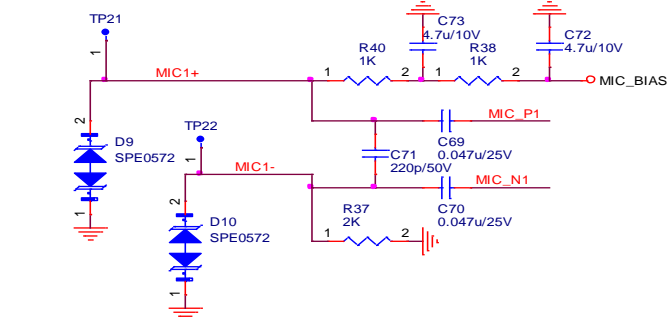 TP21
1
MIC1+
C73
4.7u/10V
C72
4.7u/10V
R40
1K
1
2
R38
1K
1
2
MIC_BIAS
2
D9
SPE0572
1
TP22
1
MIC1-
MIC_P1
C69
0.047u/25V
C71
220p/50V
MIC_N1
C70
0.047u/25V
2
D10
SPE0572
1
R37
2K
1
2